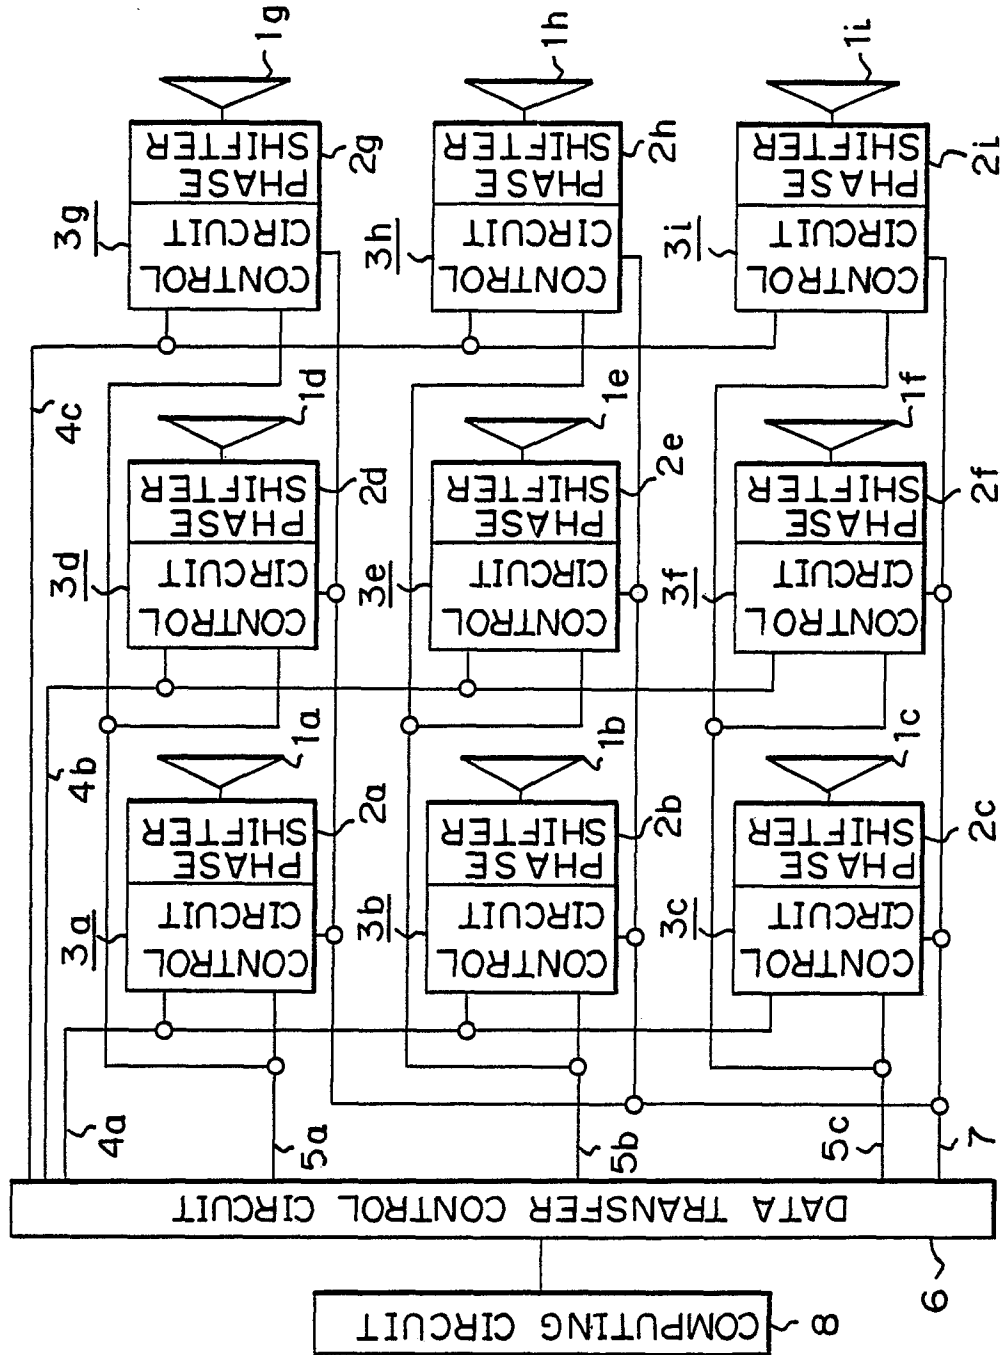 1g
1h
1i
PHASE SHIFTER
2g
PHASE SHIFTER
2h
PHASE SHIFTER
2i
3g
CONTROL CIRCUIT
3h
CONTROL CIRCUIT
3i
CONTROL CIRCUIT
4c
1d
1e
1f
PHASE SHIFTER
2d
PHASE SHIFTER
2e
PHASE SHIFTER
2f
3d
CONTROL CIRCUIT
3e
CONTROL CIRCUIT
3f
CONTROL CIRCUIT
4b
1a
1b
1c
PHASE SHIFTER
2a
PHASE SHIFTER
2b
PHASE SHIFTER
2c
3a
CONTROL CIRCUIT
3b
CONTROL CIRCUIT
3c
CONTROL CIRCUIT
4a
5a
5b
5c
7
DATA TRANSFER CONTROL CIRCUIT
6
COMPUTING CIRCUIT
8